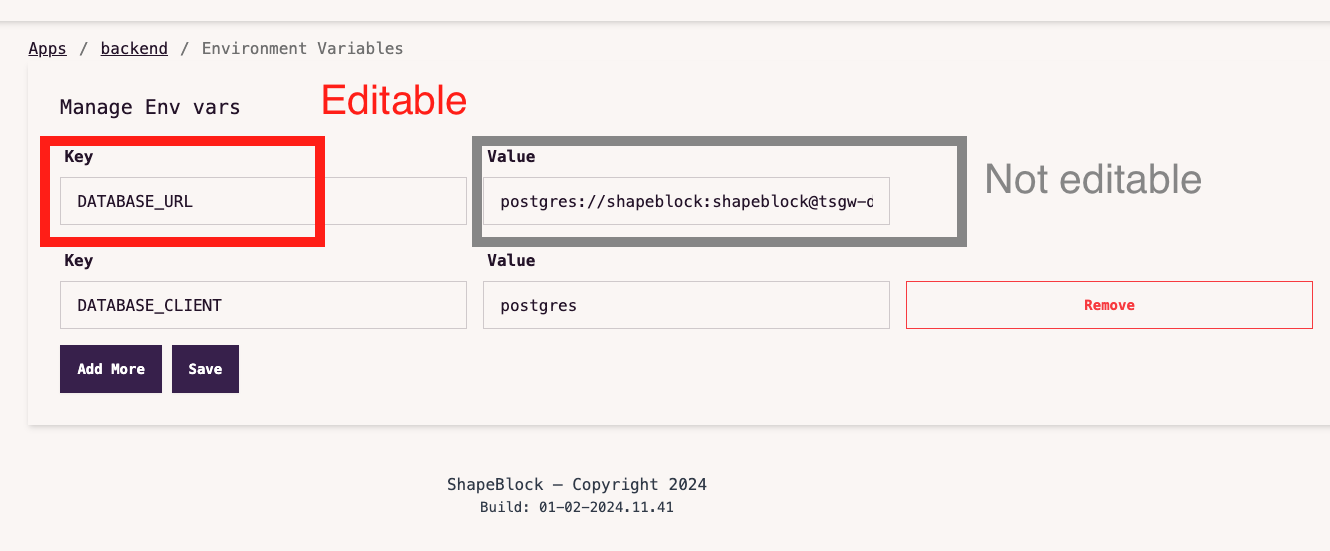 Apps / backend / Environment Variables
Manage Env vars
Editable
Key Value
DATABASE_URL postgres://shapeblock:shapeblock@tsgw-d
Not editable
Key Value
DATABASE_CLIENT postgres Remove
Add More Save
ShapeBlock — Copyright 2024
Build: 01-02-2024.11.41